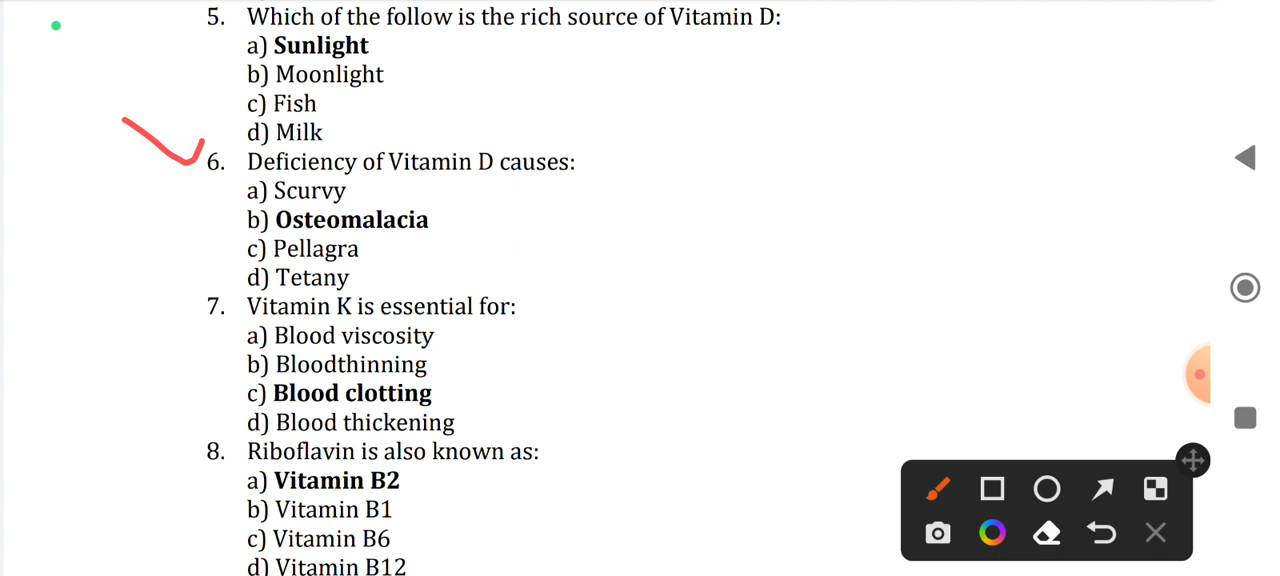 5. Which of the follow is the rich source of Vitamin D:
a) Sunlight
b) Moonlight
c) Fish
d) Milk
6. Deficiency of Vitamin D causes:
a) Scurvy
b) Osteomalacia
c) Pellagra
d) Tetany
7. Vitamin K is essential for:
a) Blood viscosity
b) Bloodthinning
c) Blood clotting
d) Blood thickening
8. Riboflavin is also known as:
a) Vitamin B2
b) Vitamin B1
c) Vitamin B6
d) Vitamin B12